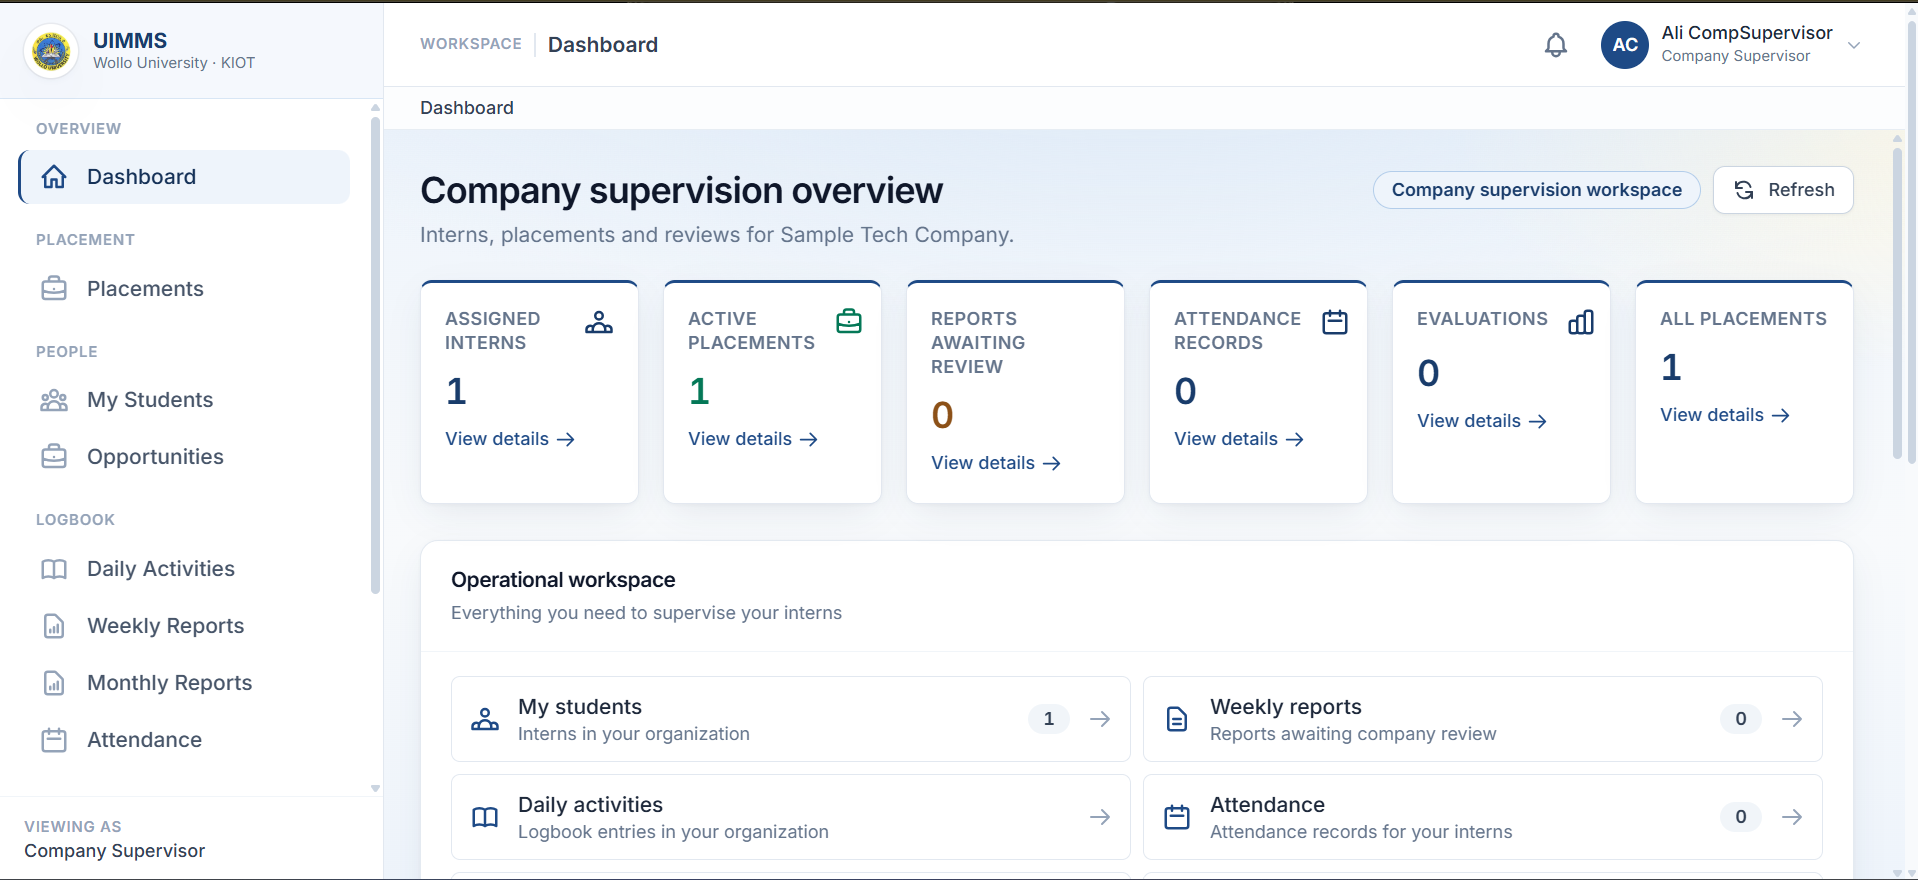 UIMMS
Wollo University · KIOT
OVERVIEW
Dashboard
PLACEMENT
Placements
PEOPLE
My Students
Opportunities
LOGBOOK
Daily Activities
Weekly Reports
Monthly Reports
Attendance
VIEWING AS
Company Supervisor
WORKSPACE
Dashboard
AC
Ali CompSupervisor
Company Supervisor
Dashboard
Company supervision overview
Interns, placements and reviews for Sample Tech Company.
Company supervision workspace
Refresh
ASSIGNED
INTERNS
1
View details
ACTIVE
PLACEMENTS
1
View details
REPORTS
AWAITING
REVIEW
0
View details
ATTENDANCE
RECORDS
0
View details
EVALUATIONS
0
View details
ALL PLACEMENTS
1
View details
Operational workspace
Everything you need to supervise your interns
My students
Interns in your organization
1
Weekly reports
Reports awaiting company review
0
Daily activities
Logbook entries in your organization
Attendance
Attendance records for your interns
0